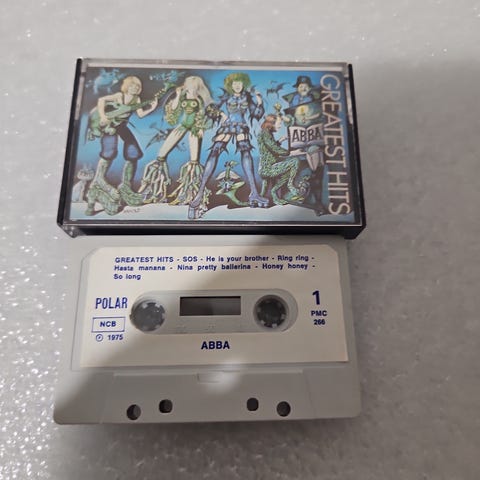 GREATEST HITS
ABBA
GREATEST HITS - SOS - He is your brother - Ring ring -
Hasta manana - Nina pretty ballerina - Honey honey -
So long
POLAR
1
NCB
PMC
266
℗ 1975
ABBA